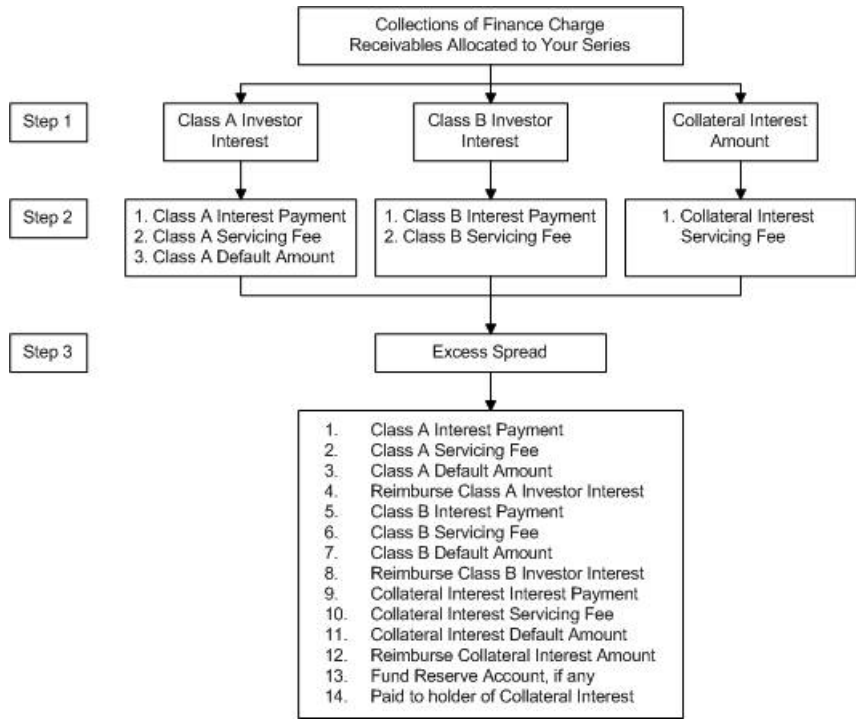 Collections of Finance Charge
Receivables Allocated to Your Series
Step 1
Class A Investor
Interest
Class B Investor
Interest
Collateral Interest
Amount
Step 2
1. Class A Interest Payment
2. Class A Servicing Fee
3. Class A Default Amount
1. Class B Interest Payment
2. Class B Servicing Fee
1. Collateral Interest
Servicing Fee
Step 3
Excess Spread
1. Class A Interest Payment
2. Class A Servicing Fee
3. Class A Default Amount
4. Reimburse Class A Investor Interest
5. Class B Interest Payment
6. Class B Servicing Fee
7. Class B Default Amount
8. Reimburse Class B Investor Interest
9. Collateral Interest Interest Payment
10. Collateral Interest Servicing Fee
11. Collateral Interest Default Amount
12. Reimburse Collateral Interest Amount
13. Fund Reserve Account, if any
14. Paid to holder of Collateral Interest